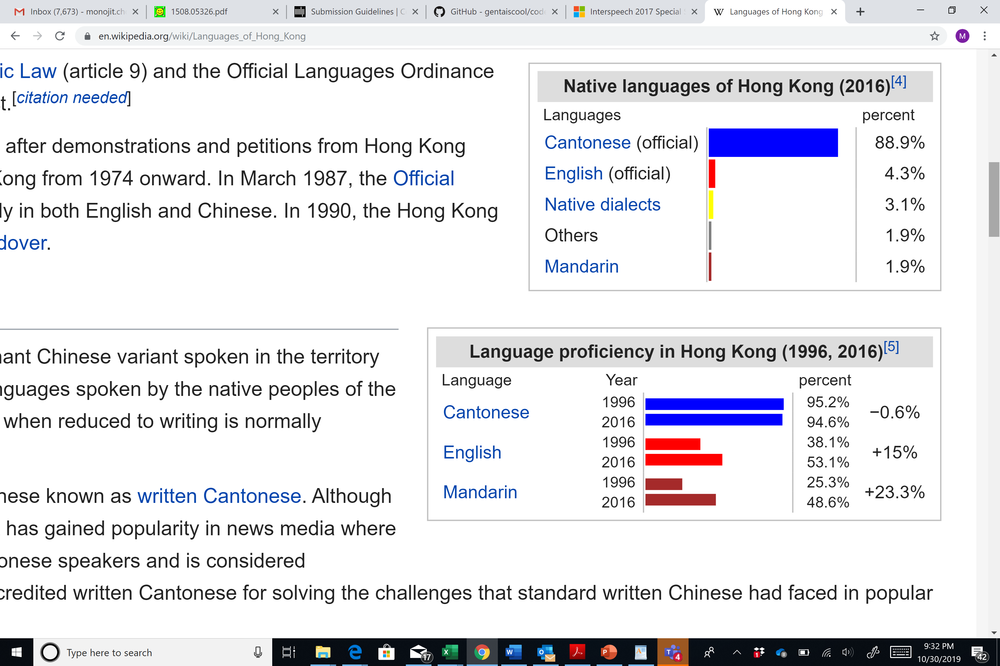 Inbox (7,673) - monojit.ch
1508.05326.pdf
Submission Guidelines | C
GitHub - gentaiscool/code
Interspeech 2017 Special S
W Languages of Hong Kong
en.wikipedia.org/wiki/Languages_of_Hong_Kong
M
ic Law (article 9) and the Official Languages Ordinance
t.[citation needed]
after demonstrations and petitions from Hong Kong
Kong from 1974 onward. In March 1987, the Official
ly in both English and Chinese. In 1990, the Hong Kong
dover.
Native languages of Hong Kong (2016)[4]
Languages percent
Cantonese (official) 88.9%
English (official) 4.3%
Native dialects 3.1%
Others 1.9%
Mandarin 1.9%
nant Chinese variant spoken in the territory
nguages spoken by the native peoples of the
when reduced to writing is normally
Language proficiency in Hong Kong (1996, 2016)[5]
Language Year percent
Cantonese 1996 95.2% −0.6%
2016 94.6%
English 1996 38.1% +15%
2016 53.1%
Mandarin 1996 25.3% +23.3%
2016 48.6%
nese known as written Cantonese. Although
has gained popularity in news media where
onese speakers and is considered
credited written Cantonese for solving the challenges that standard written Chinese had faced in popular
Type here to search
17
4
1
9:32 PM
10/30/2019
42